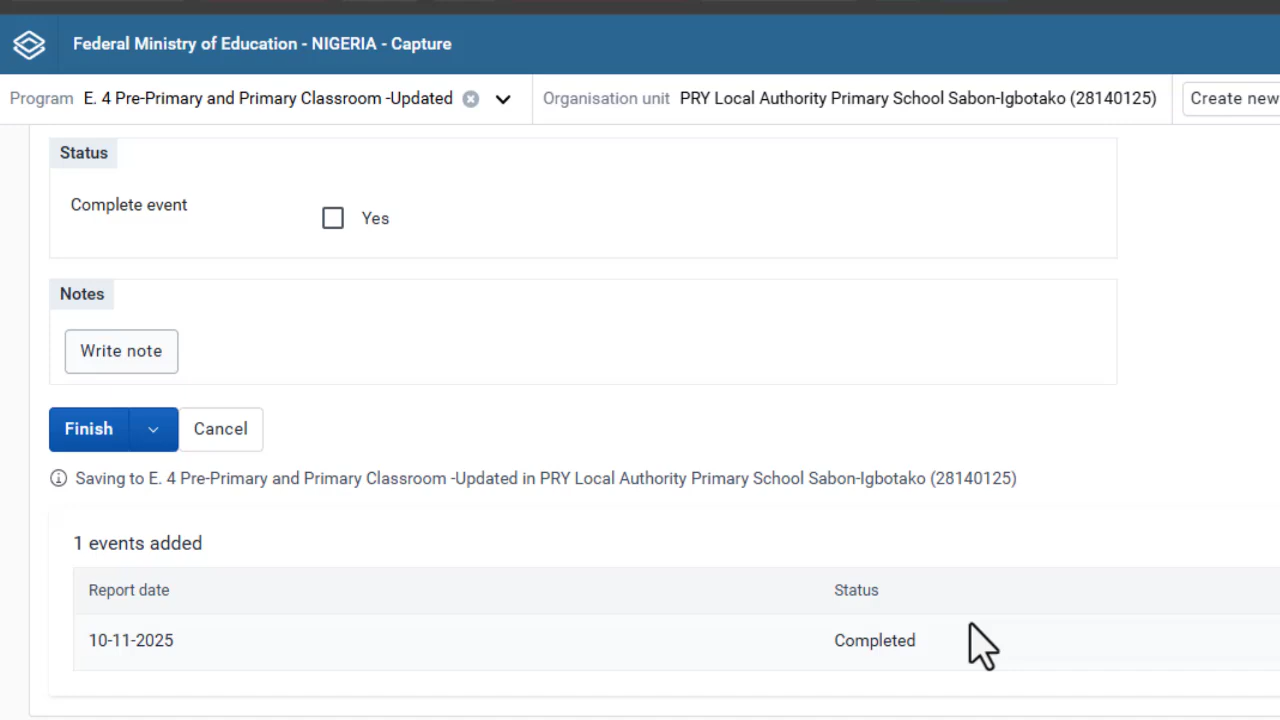 Federal Ministry of Education - NIGERIA - Capture
Program E. 4 Pre-Primary and Primary Classroom -Updated Organisation unit PRY Local Authority Primary School Sabon-Igbotako (28140125) Create new
Status
Complete event
Yes
Notes
Write note
Finish Cancel
Saving to E. 4 Pre-Primary and Primary Classroom -Updated in PRY Local Authority Primary School Sabon-Igbotako (28140125)
1 events added
Report date Status
10-11-2025 Completed